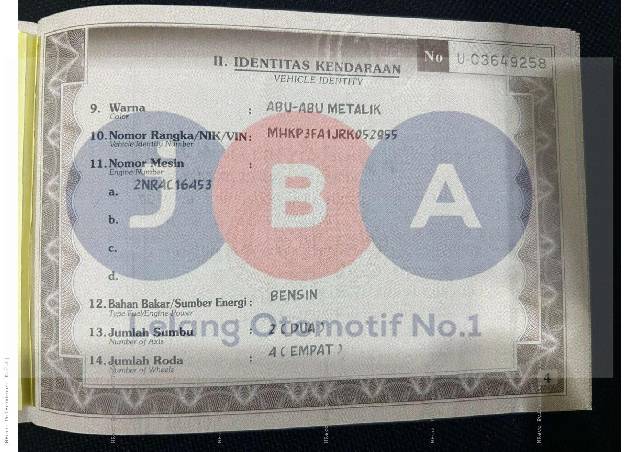 II. IDENTITAS KENDARAAN
VEHICLE IDENTITY
No U-03649258
9. Warna : ABU-ABU METALIK
Color
10. Nomor Rangka/NIK/VIN: MHKP3FA1JRK052955
Vehicle Identity Number
11. Nomor Mesin :
Engine Number
a. 2NR4C16453
b.
c.
d.
J B A
12. Bahan Bakar/Sumber Energi : BENSIN
Type Fuel/Engine Power
Lelang Otomotif No.1
13. Jumlah Sumbu : 2 (DUA)
Number of Axis
14. Jumlah Roda : 4 (EMPAT)
Number of Wheels
4